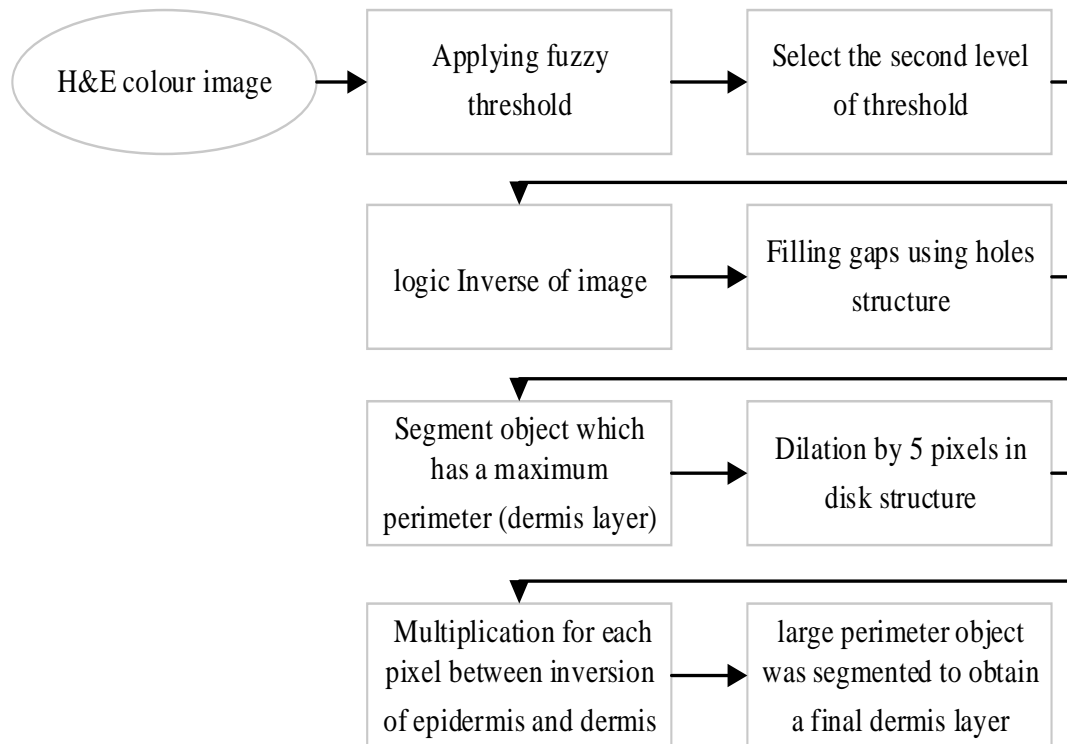 H&E colour image
Applying fuzzy
threshold
Select the second level
of threshold
logic Inverse of image
Filling gaps using holes
structure
Segment object which
has a maximum
perimeter (dermis layer)
Dilation by 5 pixels in
disk structure
Multiplication for each
pixel between inversion
of epidermis and dermis
large perimeter object
was segmented to obtain
a final dermis layer